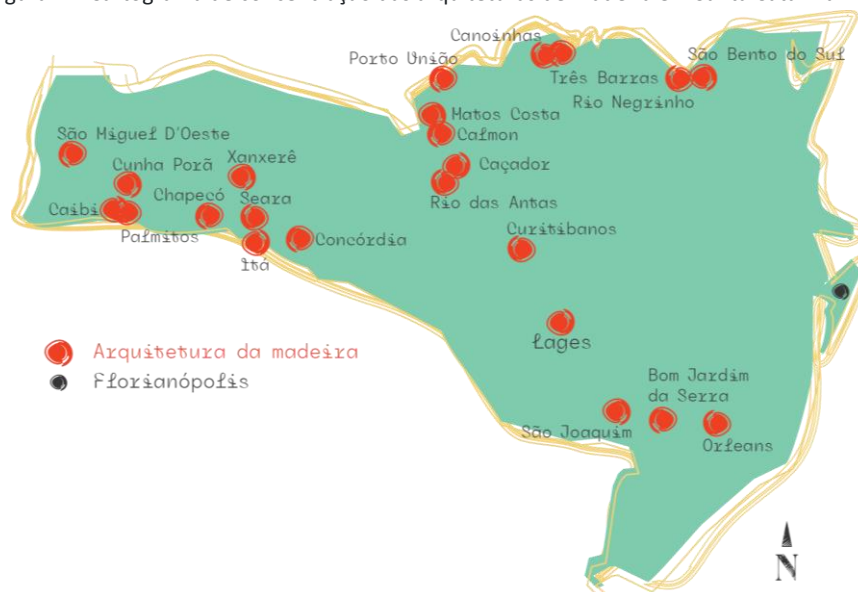 Canoinhas
São Bento do Sul
Porto União
Três Barras
Rio Negrinho
Matos Costa
São Miguel D'Oeste
Calmon
Cunha Porã
Xanxerê
Caçador
Chapecó
Seara
Rio das Antas
Caibi
Curitibanos
Palmitos
Concórdia
Itá
Lages
Arquitetura da madeira
Bom Jardim
da Serra
Florianópolis
São Joaquim
Orleans
N